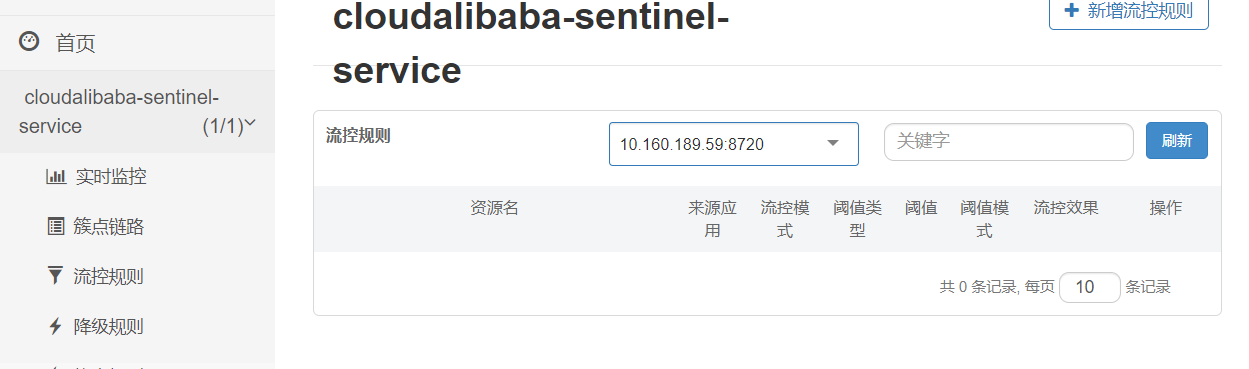 cloudalibaba-sentinel-
service
+ 新增流控规则
首页
cloudalibaba-sentinel-
service (1/1)
实时监控
簇点链路
流控规则
降级规则
流控规则 10.160.189.59:8720 关键字 刷新
资源名 来源应用 流控模式 阈值类型 阈值 阈值模式 流控效果 操作
共 0 条记录, 每页 10 条记录